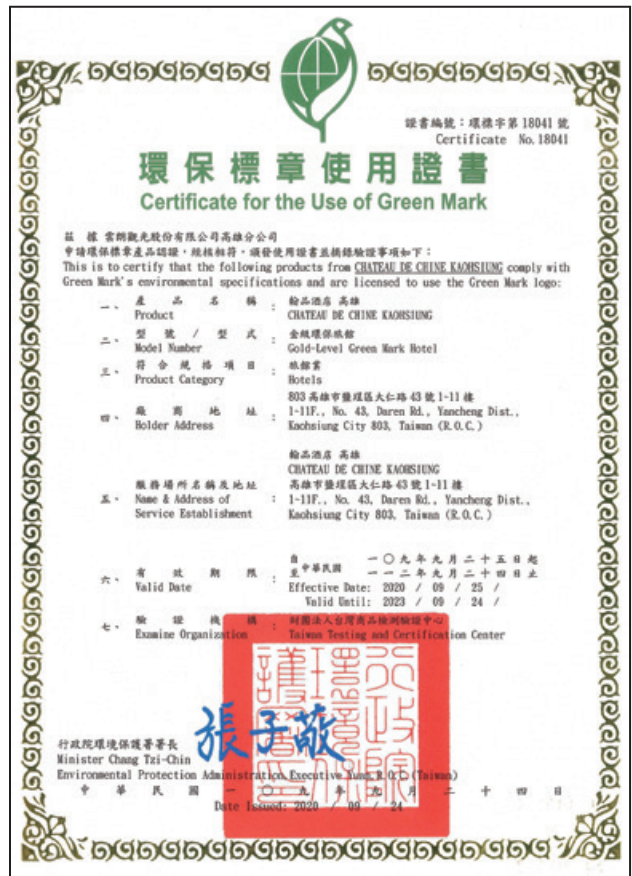 證書編號：環標字第 18041 號
Certificate No. 18041
環保標章使用證書
Certificate for the Use of Green Mark
茲 據 雲朗觀光股份有限公司高雄分公司
申請環保標章產品認證，經核相符，頒發使用證書並摘錄驗證事項如下：
This is to certify that the following products from CHATEAU DE CHINE KAOHSIUNG comply with
Green Mark's environmental specifications and are licensed to use the Green Mark logo:
一、 產品名稱 ： 翰品酒店 高雄
Product CHATEAU DE CHINE KAOHSIUNG
二、 型號/型式 ： 金級環保旅館
Model Number Gold-Level Green Mark Hotel
三、 符合規格項目 ： 旅館業
Product Category Hotels
四、 廠商地址 ： 803 高雄市鹽埕區大仁路 43 號 1-11 樓
Holder Address 1-11F., No. 43, Daren Rd., Yancheng Dist.,
Kaohsiung City 803, Taiwan (R.O.C.)
翰品酒店 高雄
CHATEAU DE CHINE KAOHSIUNG
五、 服務場所名稱及地址 ： 高雄市鹽埕區大仁路 43 號 1-11 樓
Name & Address of 1-11F., No. 43, Daren Rd., Yancheng Dist.,
Service Establishment Kaohsiung City 803, Taiwan (R.O.C.)
六、 有效期限 ： 自至中華民國 一〇九年九月二十五日起
一一二年九月二十四日止
Valid Date Effective Date: 2020 / 09 / 25 /
Valid Until: 2023 / 09 / 24 /
七、 驗證機構 ： 財團法人台灣商品檢測驗證中心
Examine Organization Taiwan Testing and Certification Center
行政院環境保護署印
行政院環境保護署署長 張子敬
Minister Chang Tzi-Chin
Environmental Protection Administration, Executive Yuan, R.O.C. (Taiwan)
中華民國一〇九年九月二十四日
Date Issued: 2020 / 09 / 24